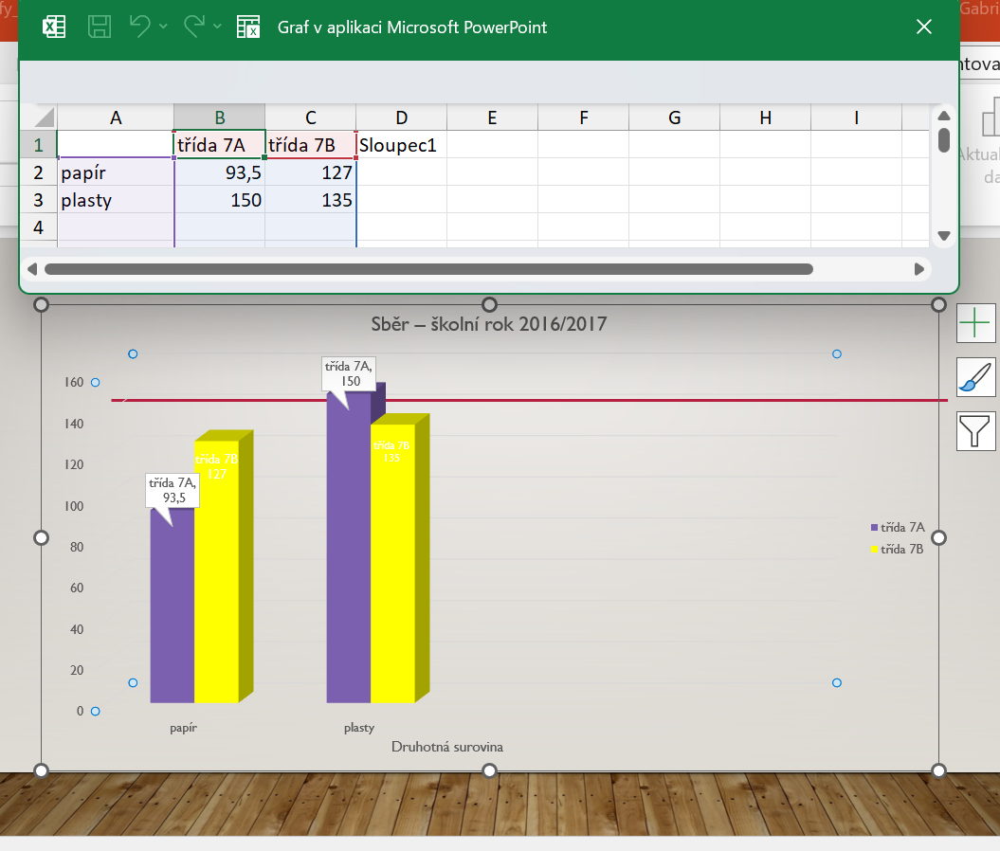 Graf v aplikaci Microsoft PowerPoint
Gabri
A B C D E F G H I
1 třída 7A třída 7B Sloupec1
2 papír 93,5 127
3 plasty 150 135
4
Sběr – školní rok 2016/2017
160
140
120
100
80
60
40
20
0
třída 7A,
93,5
třída 7B
127
třída 7A,
150
třída 7B
135
třída 7A
třída 7B
papír
plasty
Druhotná surovina